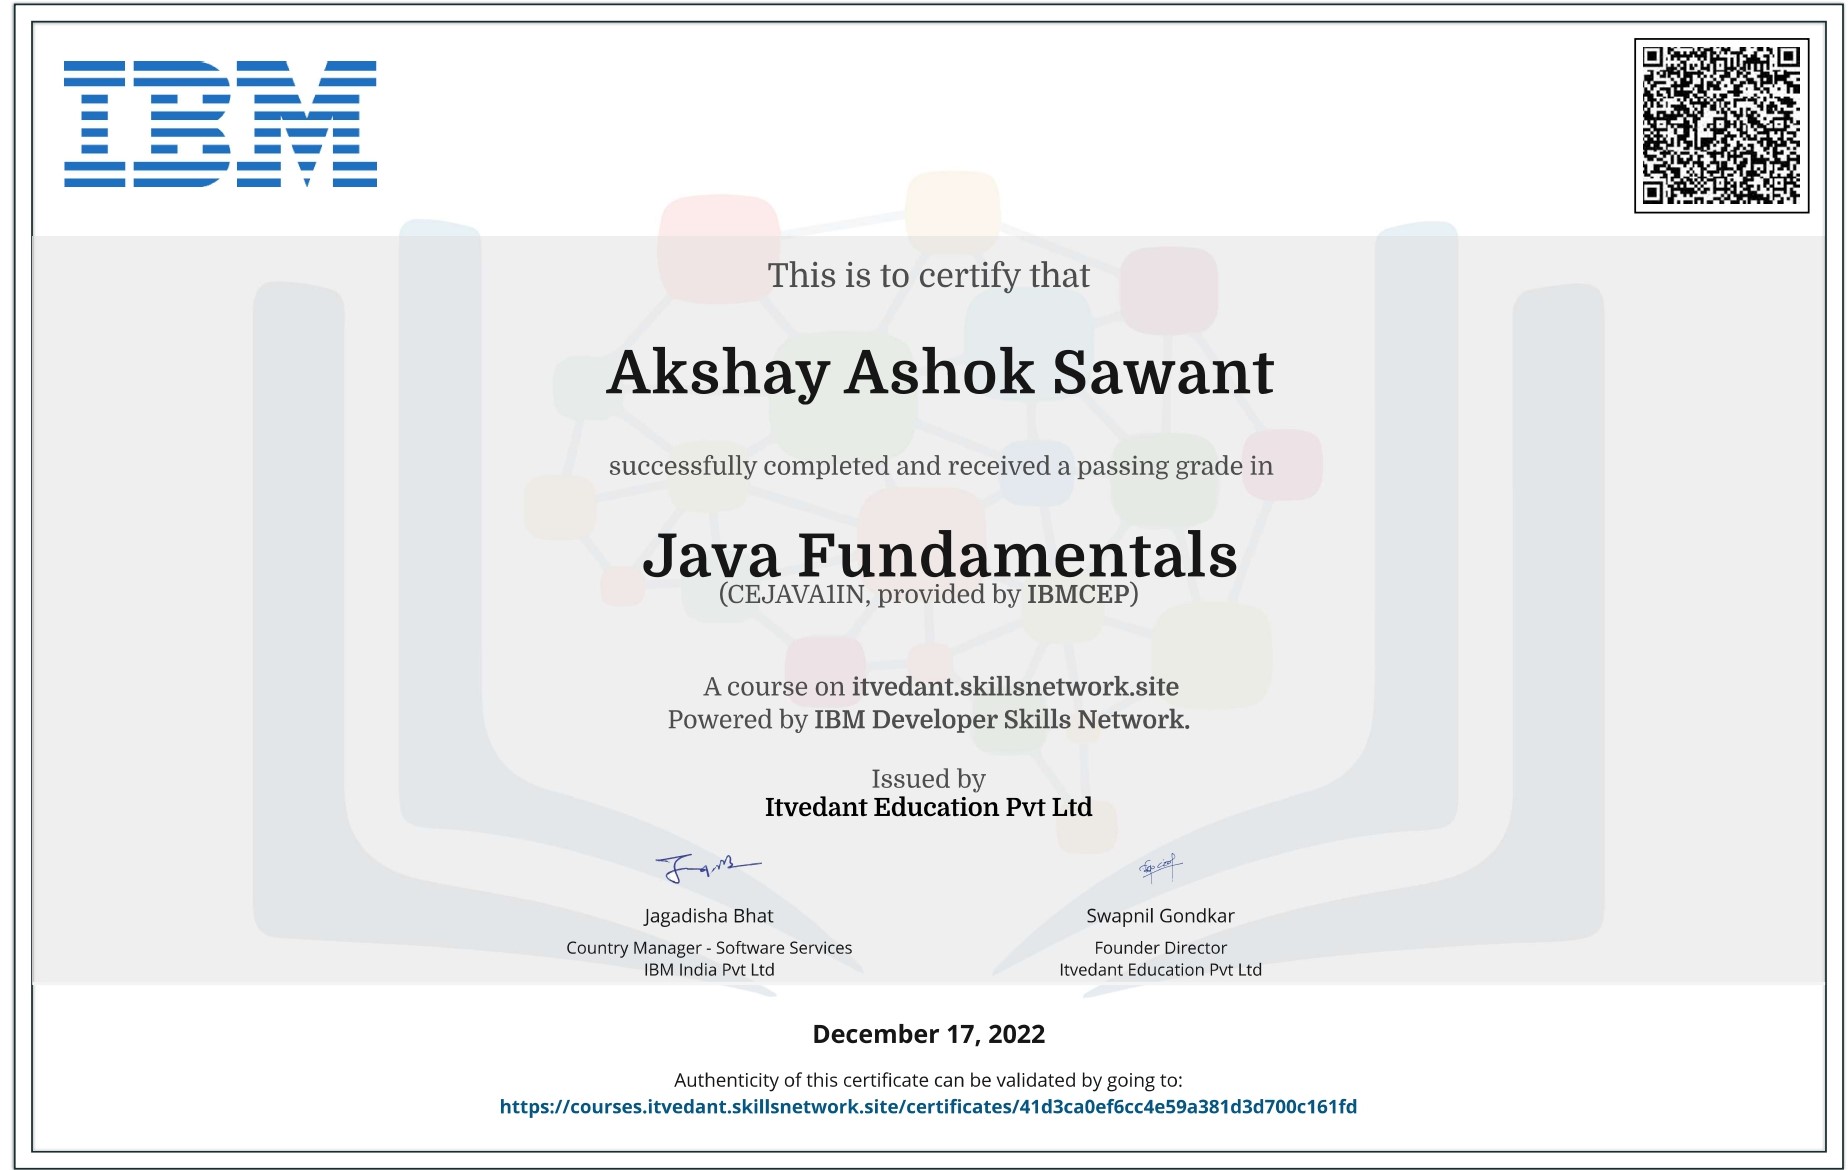 IBM
This is to certify that
Akshay Ashok Sawant
successfully completed and received a passing grade in
Java Fundamentals
(CEJAVA1IN, provided by IBMCEP)
A course on itvedant.skillsnetwork.site
Powered by IBM Developer Skills Network.
Issued by
Itvedant Education Pvt Ltd
Jagadisha Bhat
Country Manager - Software Services
IBM India Pvt Ltd
Swapnil Gondkar
Founder Director
Itvedant Education Pvt Ltd
December 17, 2022
Authenticity of this certificate can be validated by going to:
https://courses.itvedant.skillsnetwork.site/certificates/41d3ca0ef6cc4e59a381d3d700c161fd